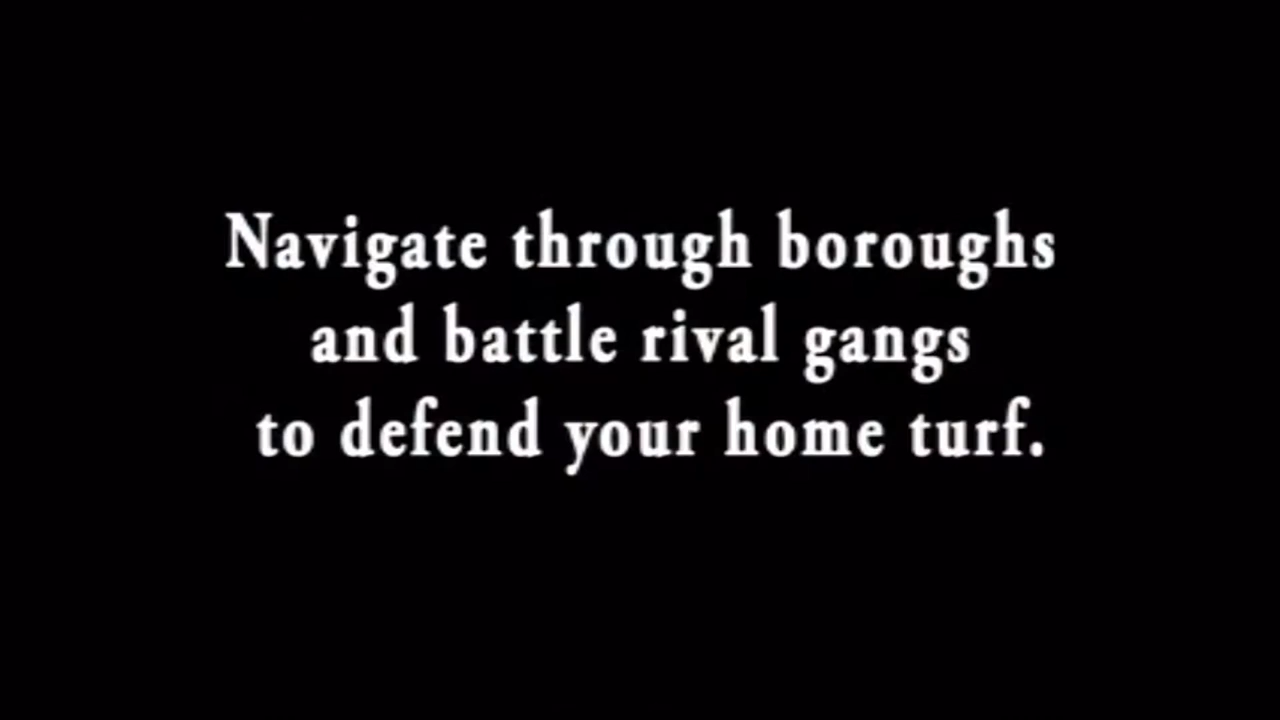 Navigate through boroughs
and battle rival gangs
to defend your home turf.